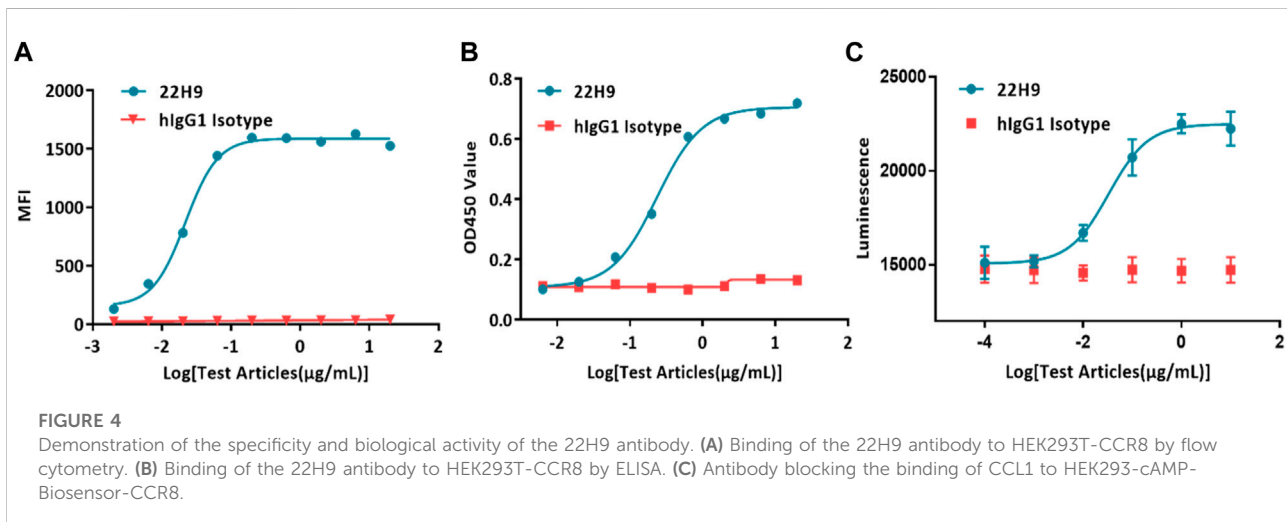 A
22H9
hIgG1 Isotype
2000
1500
1000
500
0
MFI
-3
-2
-1
0
1
2
Log[Test Articles(μg/mL)]
B
22H9
hIgG1 Isotype
0.8
0.6
0.4
0.2
0.0
OD450 Value
-2
-1
0
1
2
Log[Test Articles(μg/mL)]
C
22H9
hIgG1 Isotype
25000
20000
15000
Luminescence
-4
-2
0
2
Log[Test Articles(μg/mL)]
FIGURE 4
Demonstration of the specificity and biological activity of the 22H9 antibody. (A) Binding of the 22H9 antibody to HEK293T-CCR8 by flow
cytometry. (B) Binding of the 22H9 antibody to HEK293T-CCR8 by ELISA. (C) Antibody blocking the binding of CCL1 to HEK293-cAMP-
Biosensor-CCR8.